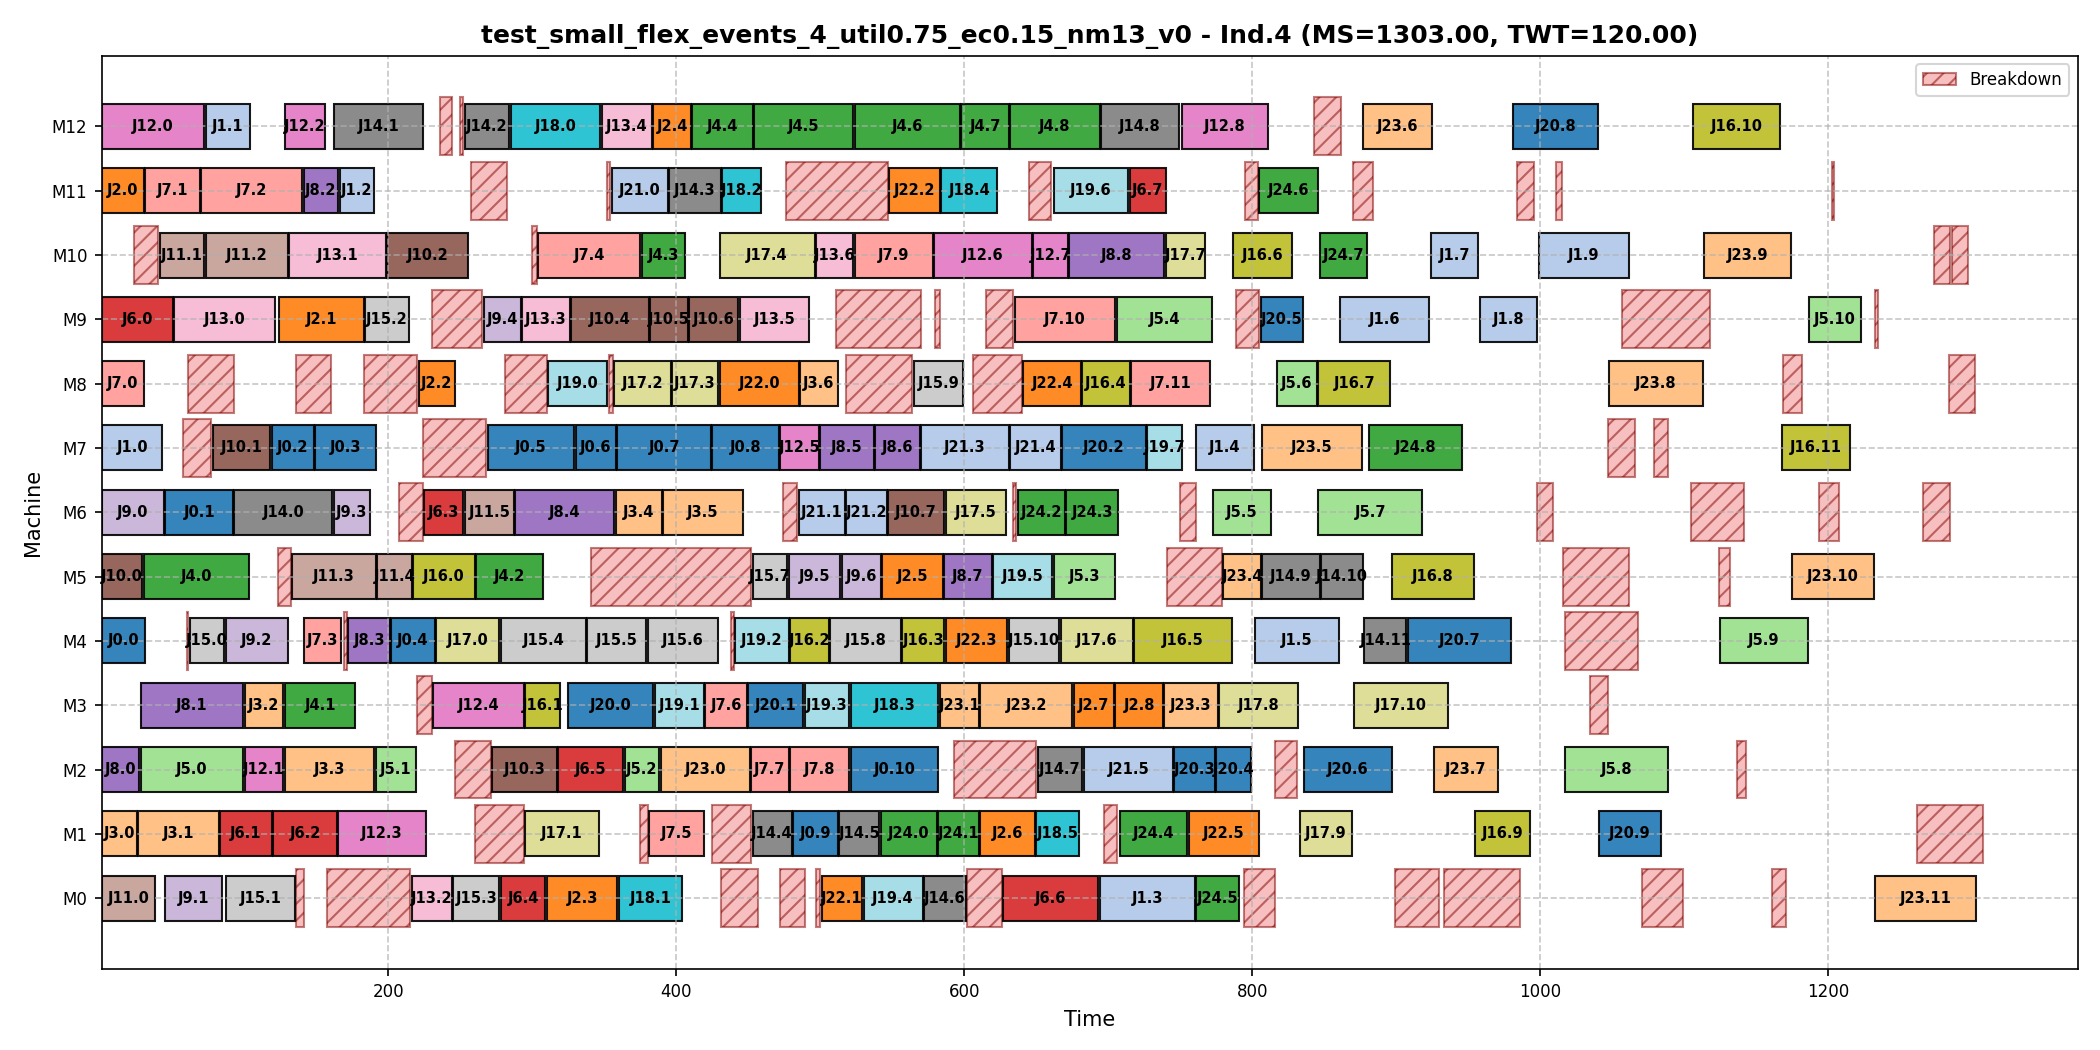 test_small_flex_events_4_util0.75_ec0.15_nm13_v0 - Ind.4 (MS=1303.00, TWT=120.00)
Breakdown
M12 J12.0 J1.1 J12.2 J14.1 J14.2 J18.0 J13.4 J2.4 J4.4 J4.5 J4.6 J4.7 J4.8 J14.8 J12.8 J23.6 J20.8 J16.10
M11 J2.0 J7.1 J7.2 J8.2 J1.2 J21.0 J14.3 J18.2 J22.2 J18.4 J19.6 J6.7 J24.6
M10 J11.1 J11.2 J13.1 J10.2 J7.4 J4.3 J17.4 J13.6 J7.9 J12.6 J12.7 J8.8 J17.7 J16.6 J24.7 J1.7 J1.9 J23.9
M9 J6.0 J13.0 J2.1 J15.2 J9.4 J13.3 J10.4 J10.5 J10.6 J13.5 J7.10 J5.4 J20.5 J1.6 J1.8 J5.10
M8 J7.0 J2.2 J19.0 J17.2 J17.3 J22.0 J3.6 J15.9 J22.4 J16.4 J7.11 J5.6 J16.7 J23.8
M7 J1.0 J10.1 J0.2 J0.3 J0.5 J0.6 J0.7 J0.8 J12.5 J8.5 J8.6 J21.3 J21.4 J20.2 J19.7 J1.4 J23.5 J24.8 J16.11
M6 J9.0 J0.1 J14.0 J9.3 J6.3 J11.5 J8.4 J3.4 J3.5 J21.1 J21.2 J10.7 J17.5 J24.2 J24.3 J5.5 J5.7
M5 J10.0 J4.0 J11.3 J11.4 J16.0 J4.2 J15.7 J9.5 J9.6 J2.5 J8.7 J19.5 J5.3 J23.4 J14.9 J14.10 J16.8 J23.10
M4 J0.0 J15.0 J9.2 J7.3 J8.3 J0.4 J17.0 J15.4 J15.5 J15.6 J19.2 J16.2 J15.8 J16.3 J22.3 J15.10 J17.6 J16.5 J1.5 J14.11 J20.7 J5.9
M3 J8.1 J3.2 J4.1 J12.4 J16.1 J20.0 J19.1 J7.6 J20.1 J19.3 J18.3 J23.1 J23.2 J2.7 J2.8 J23.3 J17.8 J17.10
M2 J8.0 J5.0 J12.1 J3.3 J5.1 J10.3 J6.5 J5.2 J23.0 J7.7 J7.8 J0.10 J14.7 J21.5 J20.3 J20.4 J20.6 J23.7 J5.8
M1 J3.0 J3.1 J6.1 J6.2 J12.3 J17.1 J7.5 J14.4 J0.9 J14.5 J24.0 J24.1 J2.6 J18.5 J24.4 J22.5 J17.9 J16.9 J20.9
M0 J11.0 J9.1 J15.1 J13.2 J15.3 J6.4 J2.3 J18.1 J22.1 J19.4 J14.6 J6.6 J1.3 J24.5 J23.11
200 400 600 800 1000 1200
Time
Machine